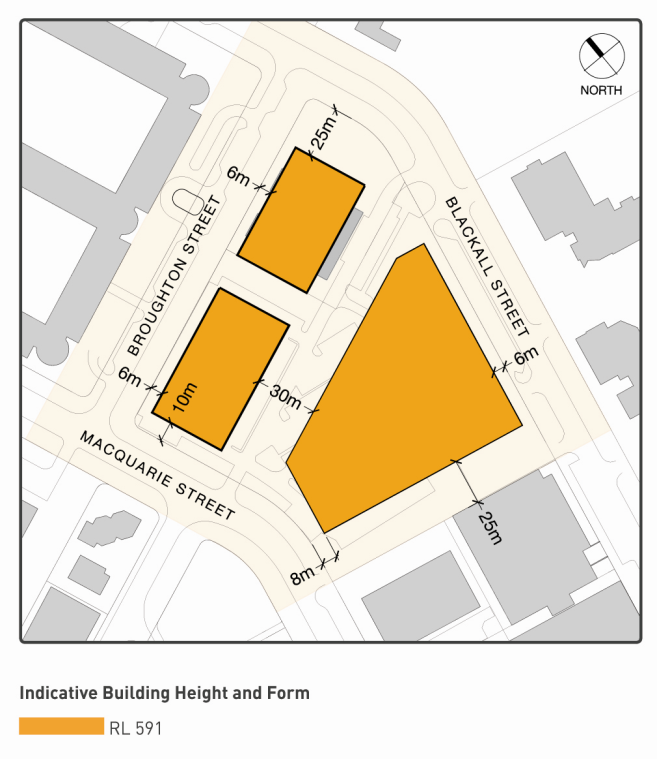 NORTH
25m
6m
BROUGHTON STREET
BLACKALL STREET
6m
6m
10m
30m
MACQUARIE STREET
25m
8m
Indicative Building Height and Form
RL 591